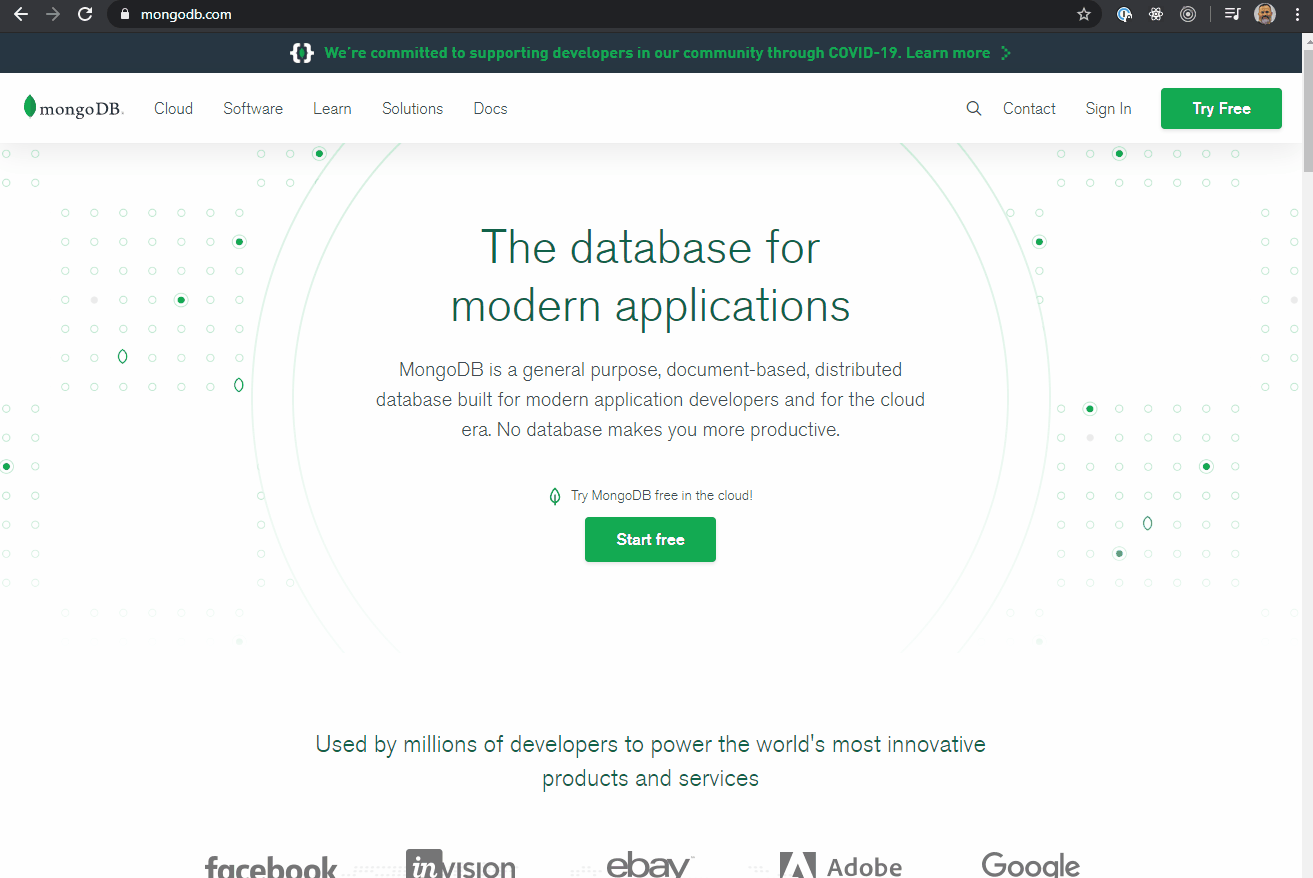 mongodb.com
We're committed to supporting developers in our community through COVID-19. Learn more
mongoDB.
Cloud
Software
Learn
Solutions
Docs
Contact
Sign In
Try Free
The database for
modern applications
MongoDB is a general purpose, document-based, distributed
database built for modern application developers and for the cloud
era. No database makes you more productive.
Try MongoDB free in the cloud!
Start free
Used by millions of developers to power the world's most innovative
products and services
facebook
invision
ebay
Adobe
Google